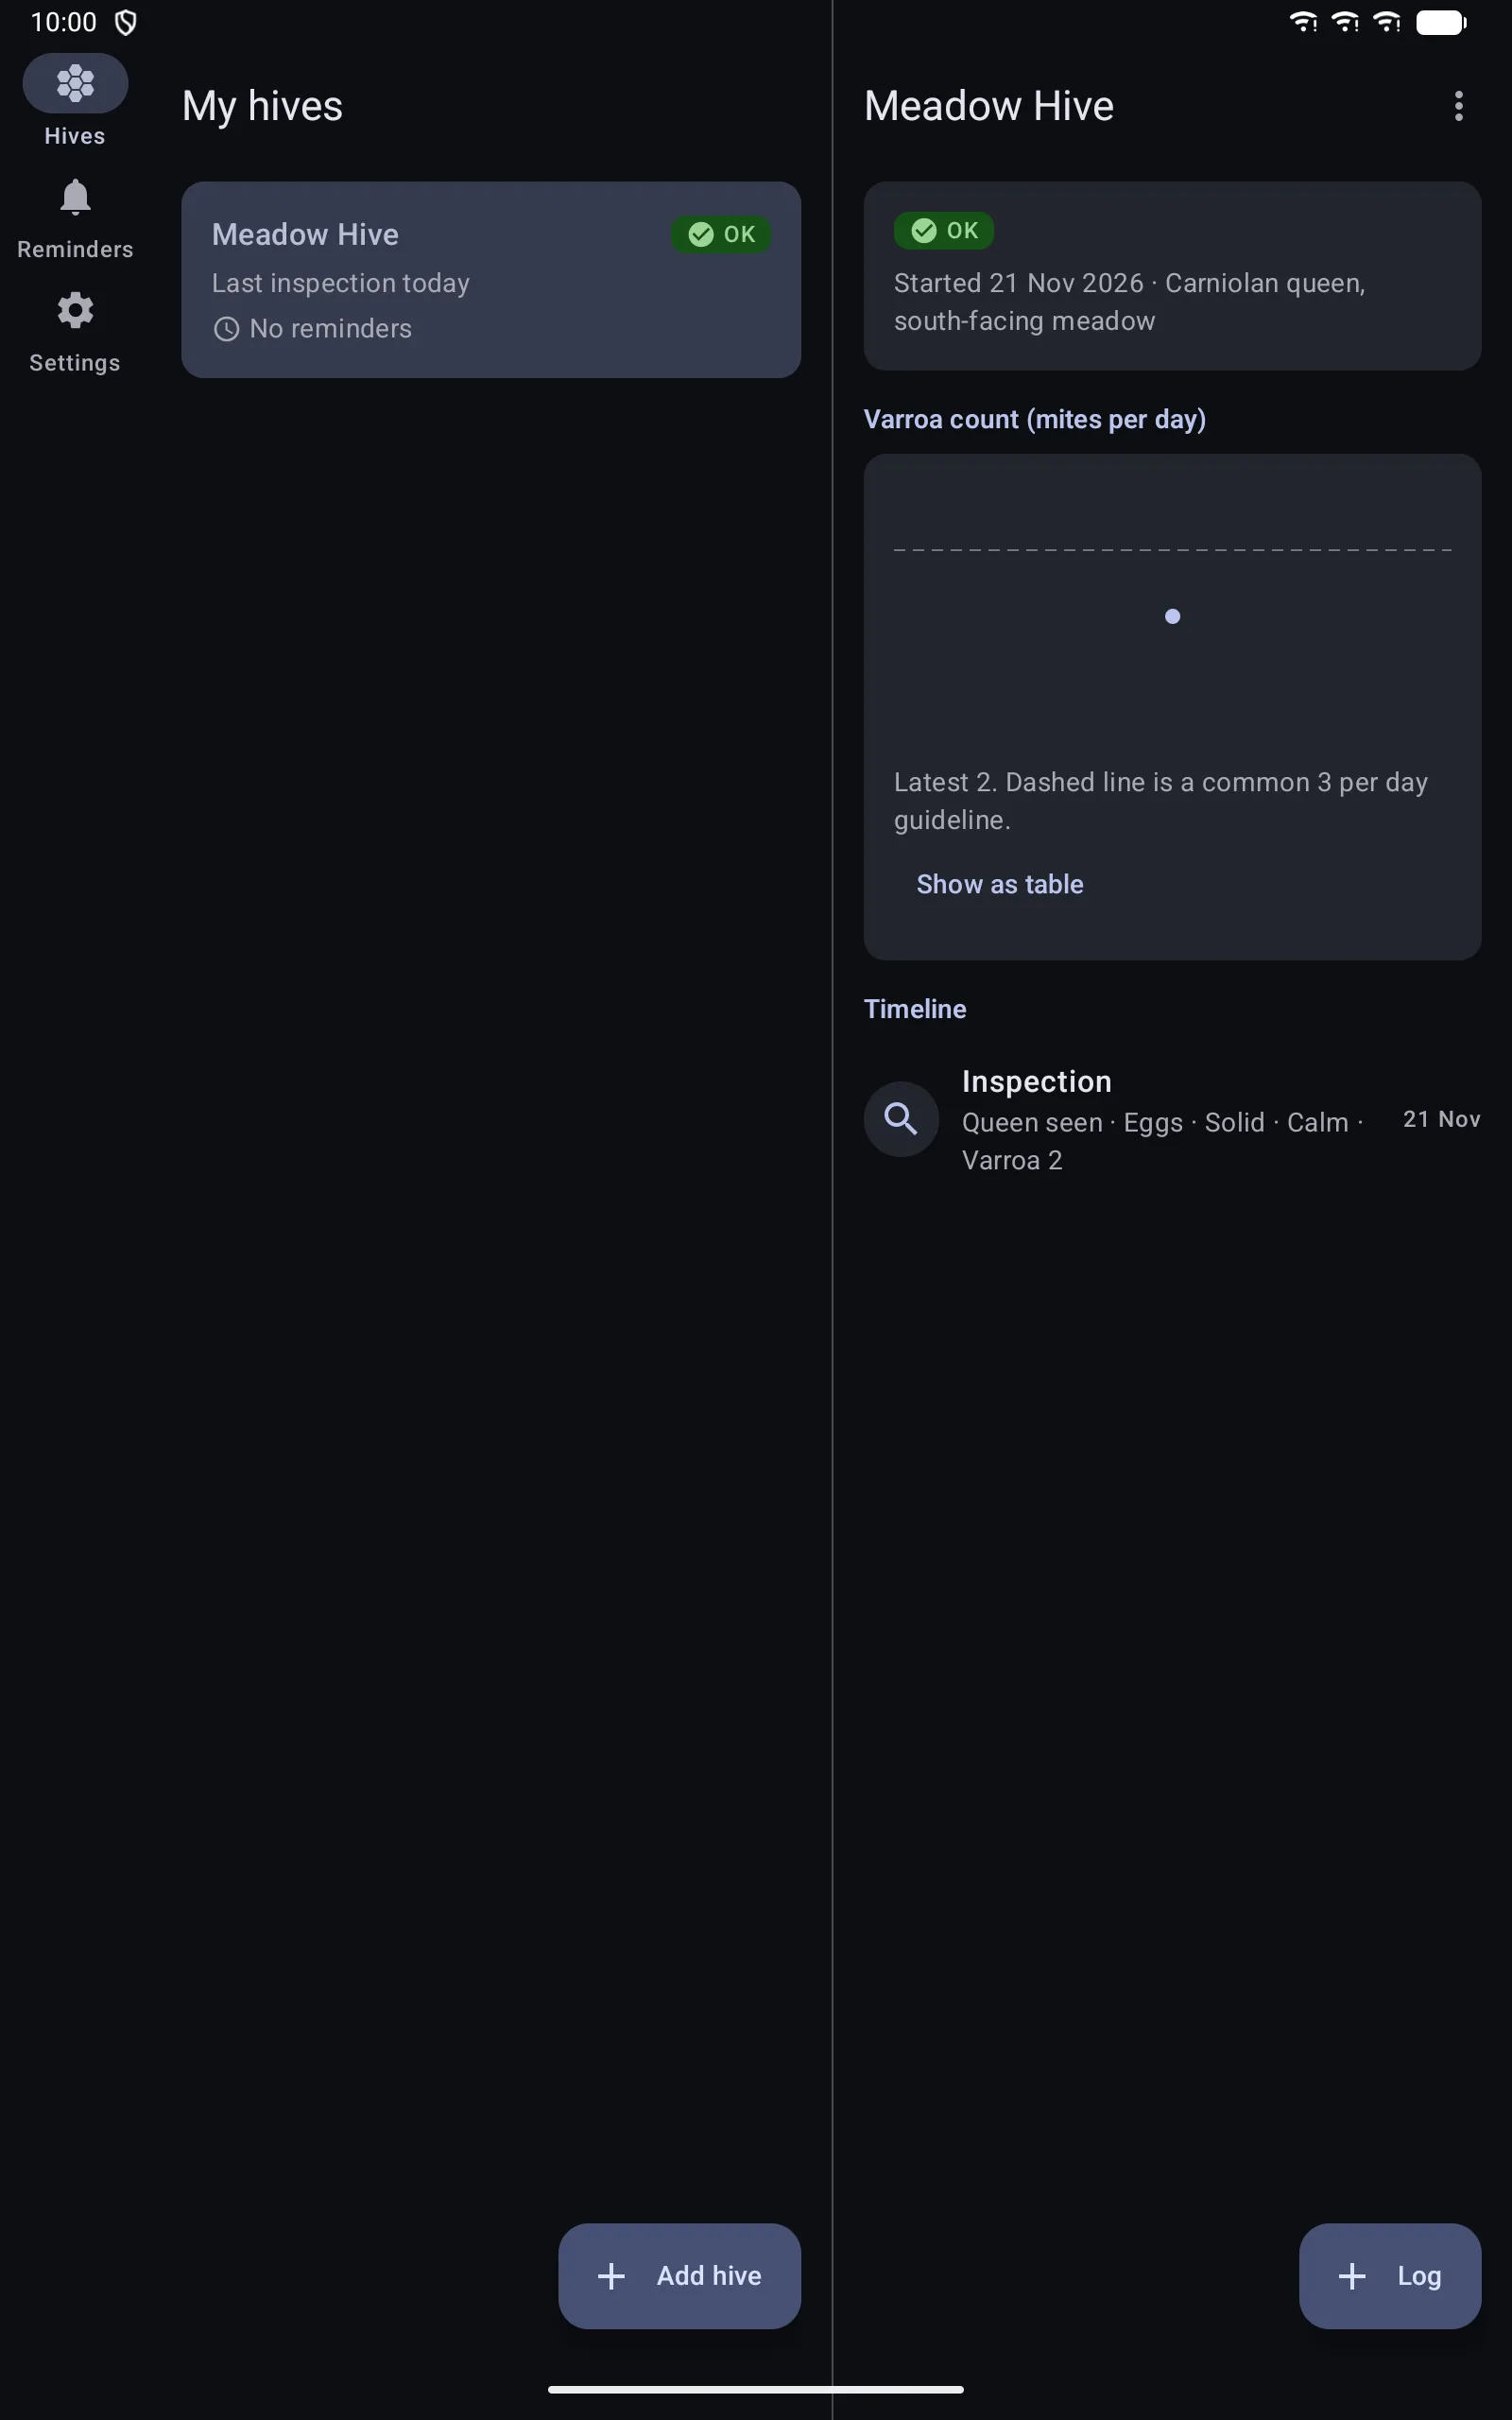 10:00
Hives
Reminders
Settings
My hives
Meadow Hive
OK
Last inspection today
No reminders
Add hive
Meadow Hive
OK
Started 21 Nov 2026 · Carniolan queen,
south-facing meadow
Varroa count (mites per day)
Latest 2. Dashed line is a common 3 per day
guideline.
Show as table
Timeline
Inspection
Queen seen · Eggs · Solid · Calm ·
Varroa 2
21 Nov
Log